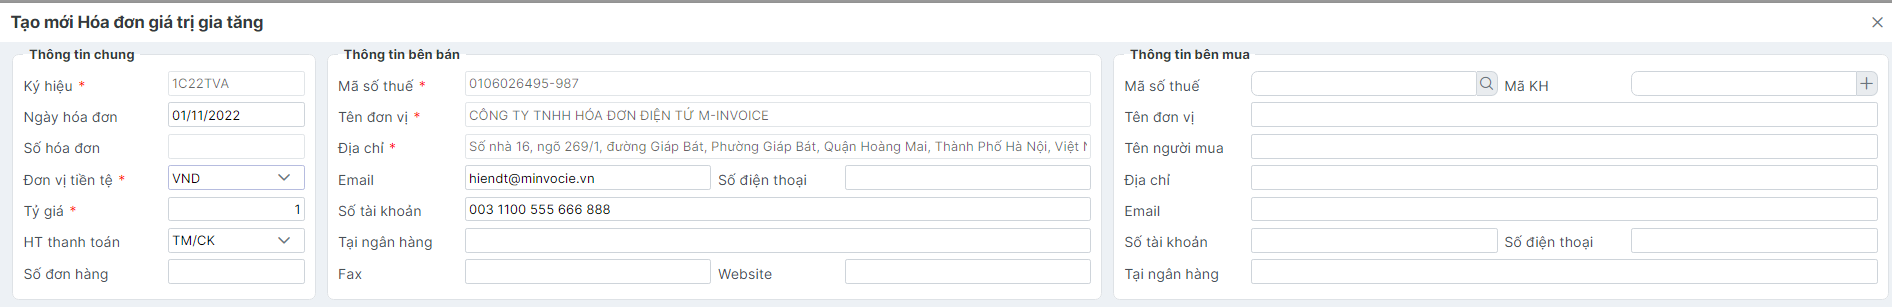 Tạo mới Hóa đơn giá trị gia tăng
Thông tin chung
Ký hiệu * 1C22TVA
Ngày hóa đơn 01/11/2022
Số hóa đơn
Đơn vị tiền tệ * VND
Tỷ giá * 1
HT thanh toán TM/CK
Số đơn hàng
Thông tin bên bán
Mã số thuế * 0106026495-987
Tên đơn vị * CÔNG TY TNHH HÓA ĐƠN ĐIỆN TỬ M-INVOICE
Địa chỉ * Số nhà 16, ngõ 269/1, đường Giáp Bát, Phường Giáp Bát, Quận Hoàng Mai, Thành Phố Hà Nội, Việt
Email hiendt@minvocie.vn Số điện thoại
Số tài khoản 003 1100 555 666 888
Tại ngân hàng
Fax Website
Thông tin bên mua
Mã số thuế Mã KH
Tên đơn vị
Tên người mua
Địa chỉ
Email
Số tài khoản Số điện thoại
Tại ngân hàng